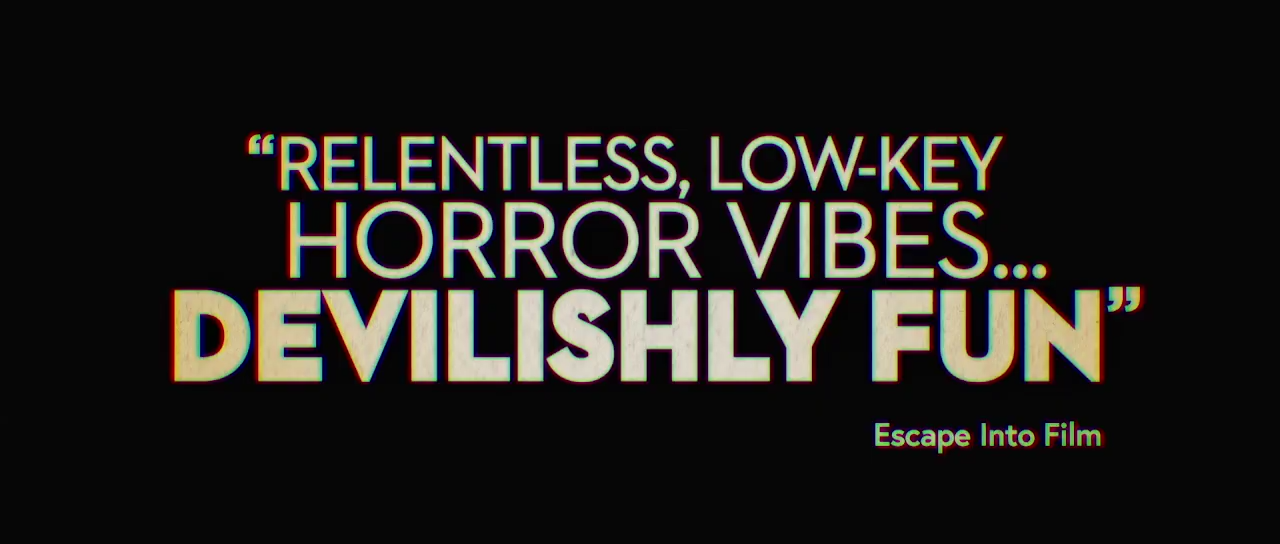 “RELENTLESS, LOW-KEY
HORROR VIBES...
DEVILISHLY FUN”
Escape Into Film